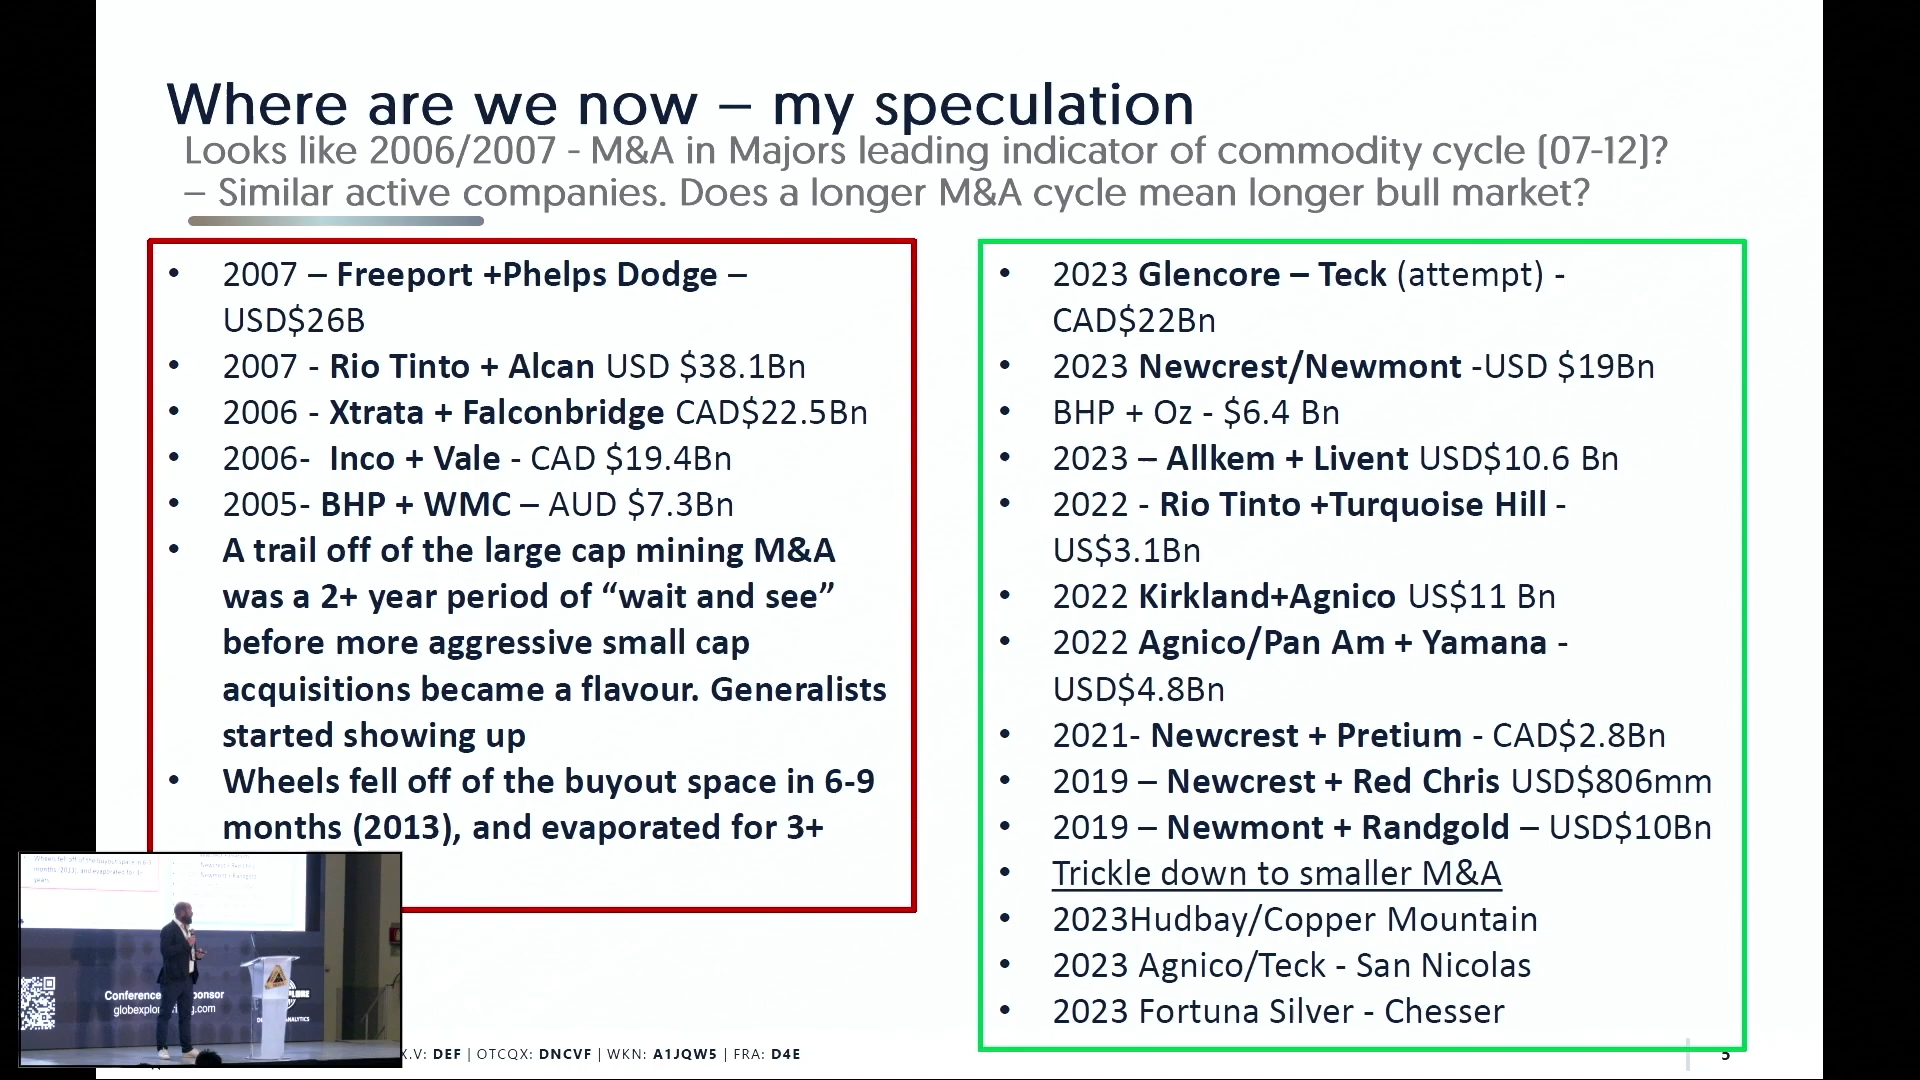 Where are we now – my speculation
Looks like 2006/2007 - M&A in Majors leading indicator of commodity cycle (07-12)?
– Similar active companies. Does a longer M&A cycle mean longer bull market?
• 2007 – Freeport +Phelps Dodge –
USD$26B
• 2007 - Rio Tinto + Alcan USD $38.1Bn
• 2006 - Xtrata + Falconbridge CAD$22.5Bn
• 2006- Inco + Vale - CAD $19.4Bn
• 2005- BHP + WMC – AUD $7.3Bn
• A trail off of the large cap mining M&A
was a 2+ year period of “wait and see”
before more aggressive small cap
acquisitions became a flavour. Generalists
started showing up
• Wheels fell off of the buyout space in 6-9
months (2013), and evaporated for 3+
• 2023 Glencore – Teck (attempt) -
CAD$22Bn
• 2023 Newcrest/Newmont -USD $19Bn
• BHP + Oz - $6.4 Bn
• 2023 – Allkem + Livent USD$10.6 Bn
• 2022 - Rio Tinto +Turquoise Hill -
US$3.1Bn
• 2022 Kirkland+Agnico US$11 Bn
• 2022 Agnico/Pan Am + Yamana -
USD$4.8Bn
• 2021- Newcrest + Pretium - CAD$2.8Bn
• 2019 – Newcrest + Red Chris USD$806mm
• 2019 – Newmont + Randgold – USD$10Bn
• Trickle down to smaller M&A
• 2023Hudbay/Copper Mountain
• 2023 Agnico/Teck - San Nicolas
• 2023 Fortuna Silver - Chesser
X.V: DEF | OTCQX: DNCVF | WKN: A1JQW5 | FRA: D4E
5
Conference